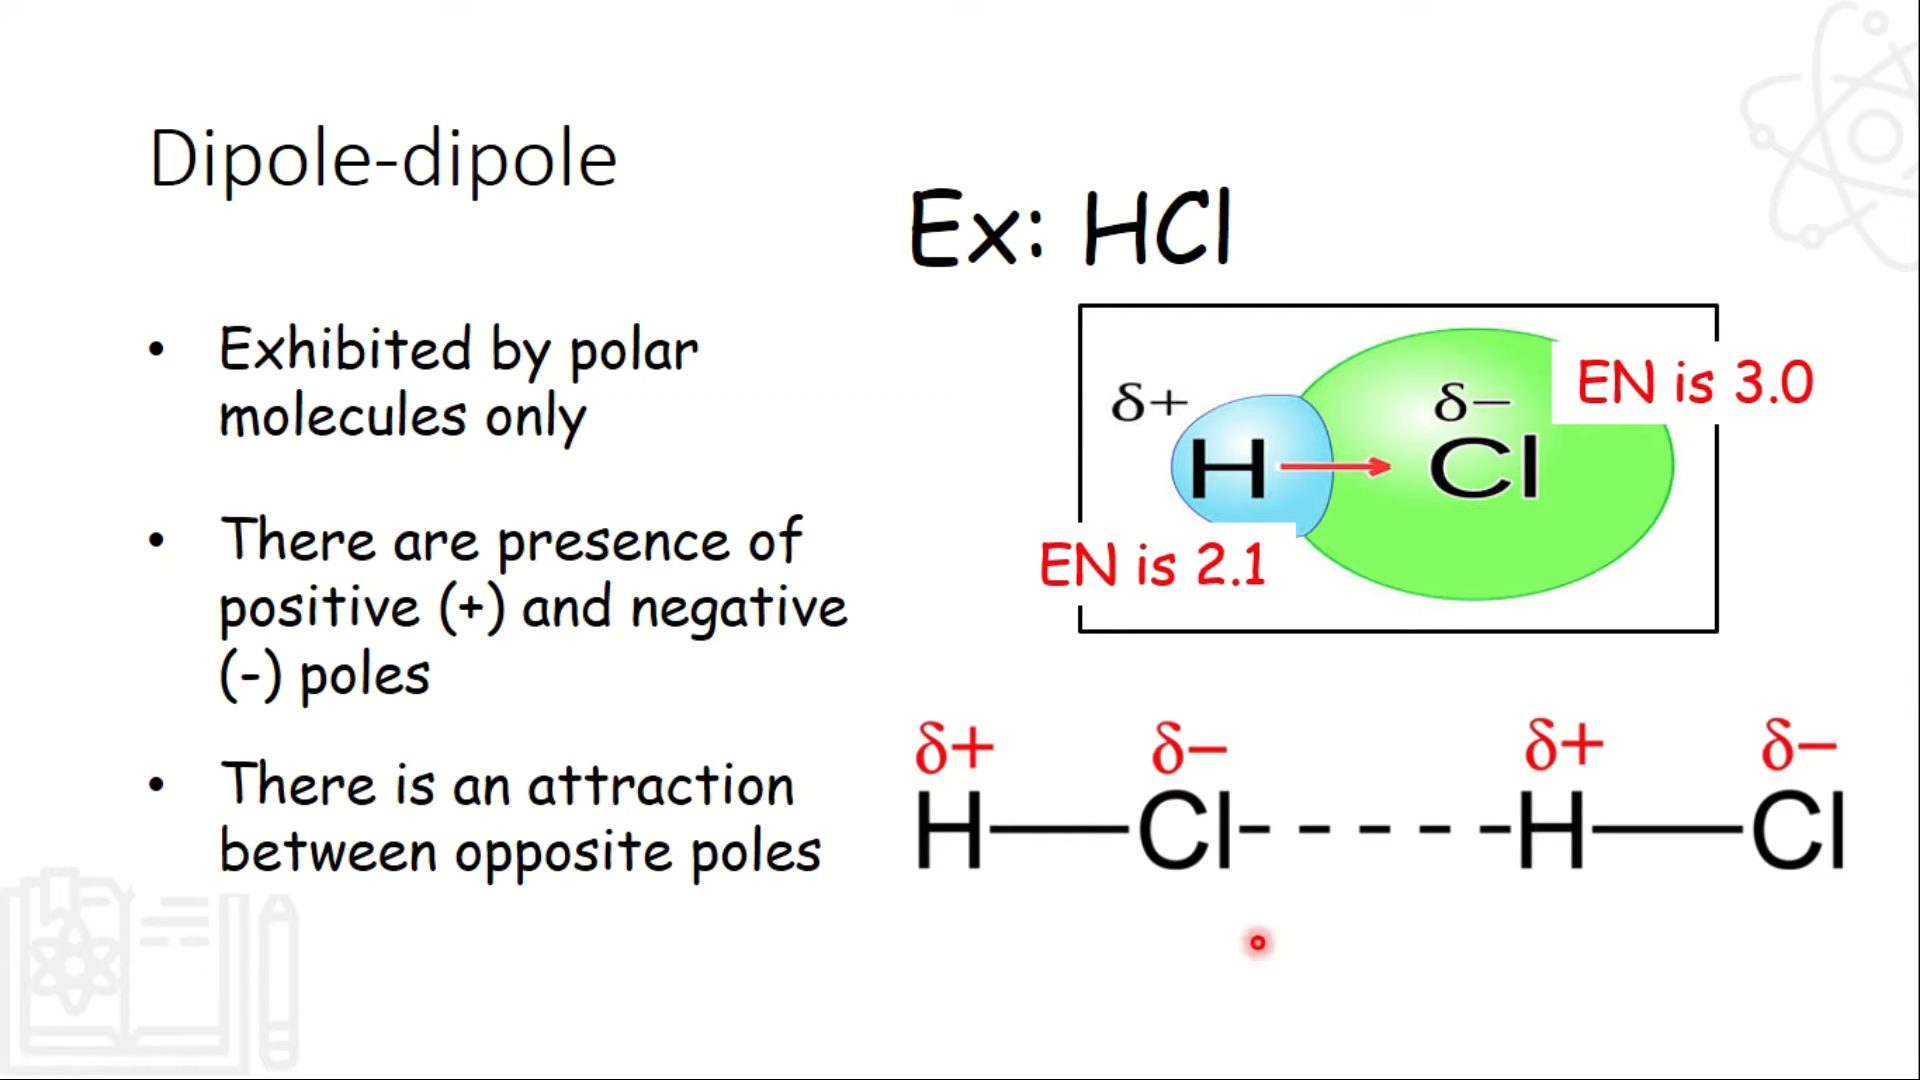 Dipole-dipole
• Exhibited by polar
molecules only
• There are presence of
positive (+) and negative
(-) poles
• There is an attraction
between opposite poles
Ex: HCl
EN is 3.0
δ+ δ−
H Cl
EN is 2.1
δ+ δ− δ+ δ−
H Cl H Cl